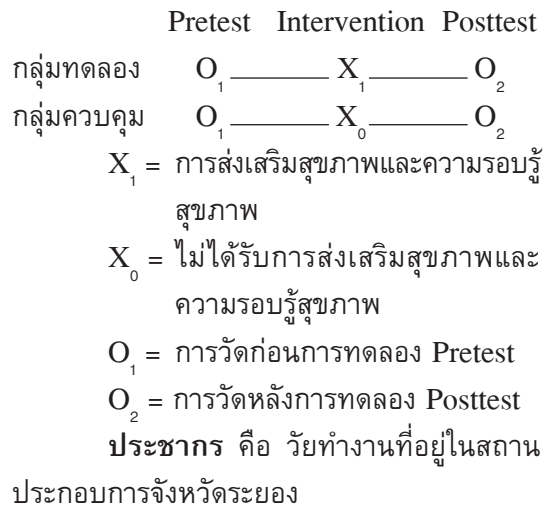 Pretest Intervention Posttest
กลุ่มทดลอง O₁ ______ X₁ ______ O₂
กลุ่มควบคุม O₁ ______ X₀ ______ O₂
X₁ = การส่งเสริมสุขภาพและความรอบรู้
สุขภาพ
X₀ = ไม่ได้รับการส่งเสริมสุขภาพและ
ความรอบรู้สุขภาพ
O₁ = การวัดก่อนการทดลอง Pretest
O₂ = การวัดหลังการทดลอง Posttest
ประชากร คือ วัยทำงานที่อยู่ในสถาน
ประกอบการจังหวัดระยอง